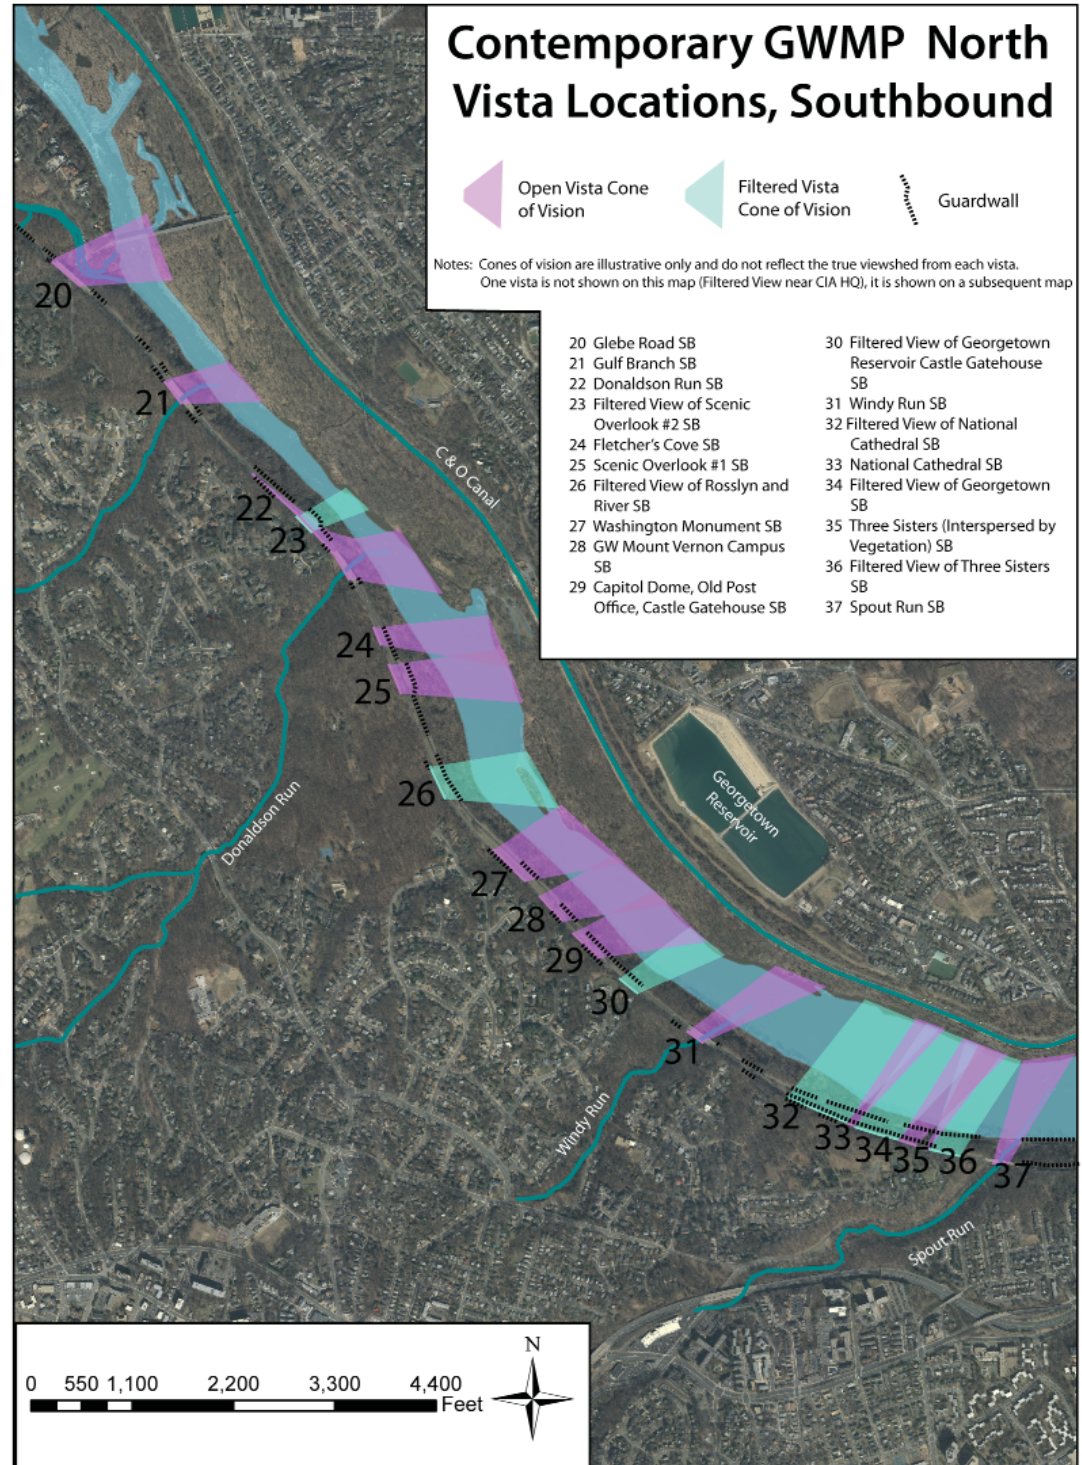 Contemporary GWMP North
Vista Locations, Southbound
Open Vista Cone
of Vision
Filtered Vista
Cone of Vision
Guardwall
Notes: Cones of vision are illustrative only and do not reflect the true viewshed from each vista.
One vista is not shown on this map (Filtered View near CIA HQ), it is shown on a subsequent map
20 Glebe Road SB
21 Gulf Branch SB
22 Donaldson Run SB
23 Filtered View of Scenic
Overlook #2 SB
24 Fletcher's Cove SB
25 Scenic Overlook #1 SB
26 Filtered View of Rosslyn and
River SB
27 Washington Monument SB
28 GW Mount Vernon Campus
SB
29 Capitol Dome, Old Post
Office, Castle Gatehouse SB
30 Filtered View of Georgetown
Reservoir Castle Gatehouse
SB
31 Windy Run SB
32 Filtered View of National
Cathedral SB
33 National Cathedral SB
34 Filtered View of Georgetown
SB
35 Three Sisters (Interspersed by
Vegetation) SB
36 Filtered View of Three Sisters
SB
37 Spout Run SB
20
21
C & O Canal
22
23
24
25
26
Georgetown
Reservoir
Donaldson Run
27
28
29
30
31
32
33
34
35
36
37
Windy Run
Spout Run
N
0 550 1,100 2,200 3,300 4,400
Feet